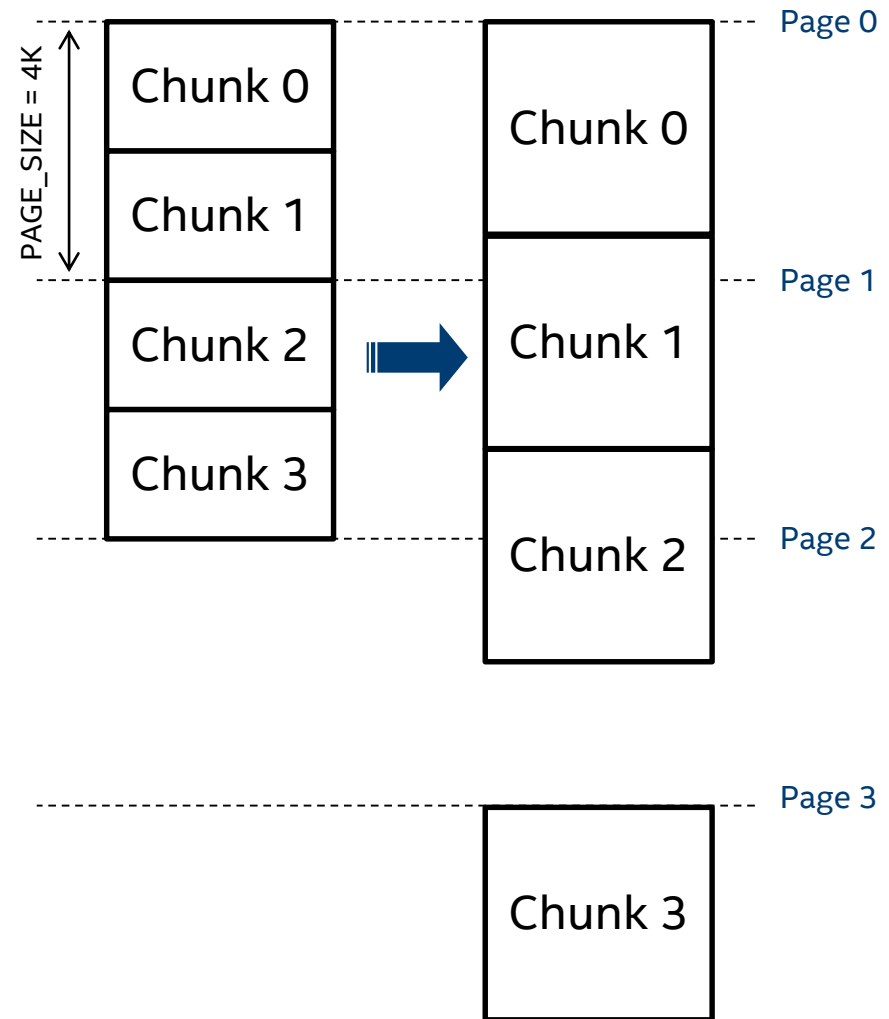 PAGE_SIZE = 4K
Chunk 0
Chunk 1
Chunk 2
Chunk 3
Chunk 0
Chunk 1
Chunk 2
Chunk 3
Page 0
Page 1
Page 2
Page 3